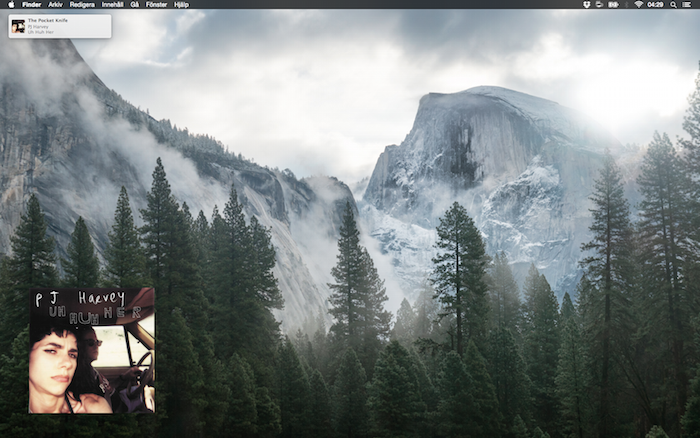 Finder Arkiv Redigera Innehåll Gå Fönster Hjälp 04:29
The Pocket Knife
PJ Harvey
Uh Huh Her
PJ Harvey
UH HUH HER